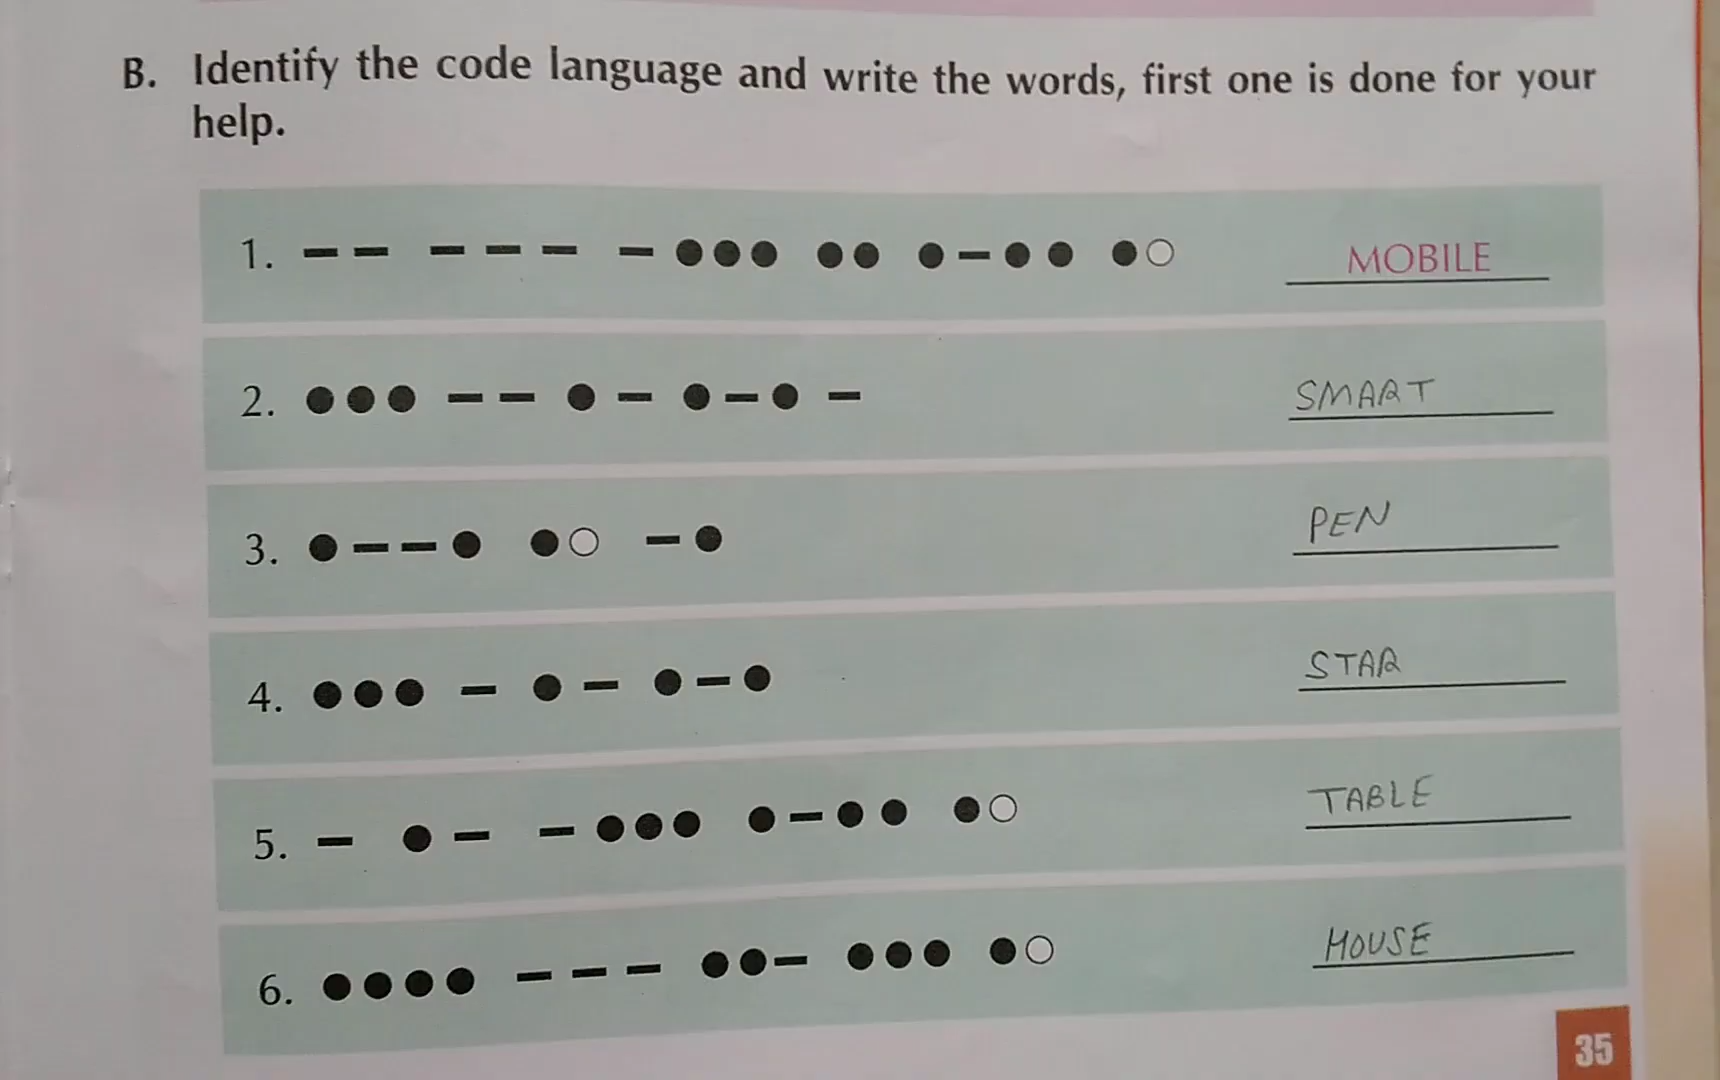 B. Identify the code language and write the words, first one is done for your
help.
1. – – – – – – ● ● ● ● ● ● – ● ● ● ○ MOBILE
2. ● ● ● – – ● – ● – ● – SMART
3. ● – – ● ● ○ – ● PEN
4. ● ● ● – ● – ● – ● STAR
5. – ● – – ● ● ● ● – ● ● ● ○ TABLE
6. ● ● ● ● – – – ● ● – ● ● ● ● ○ HOUSE
35